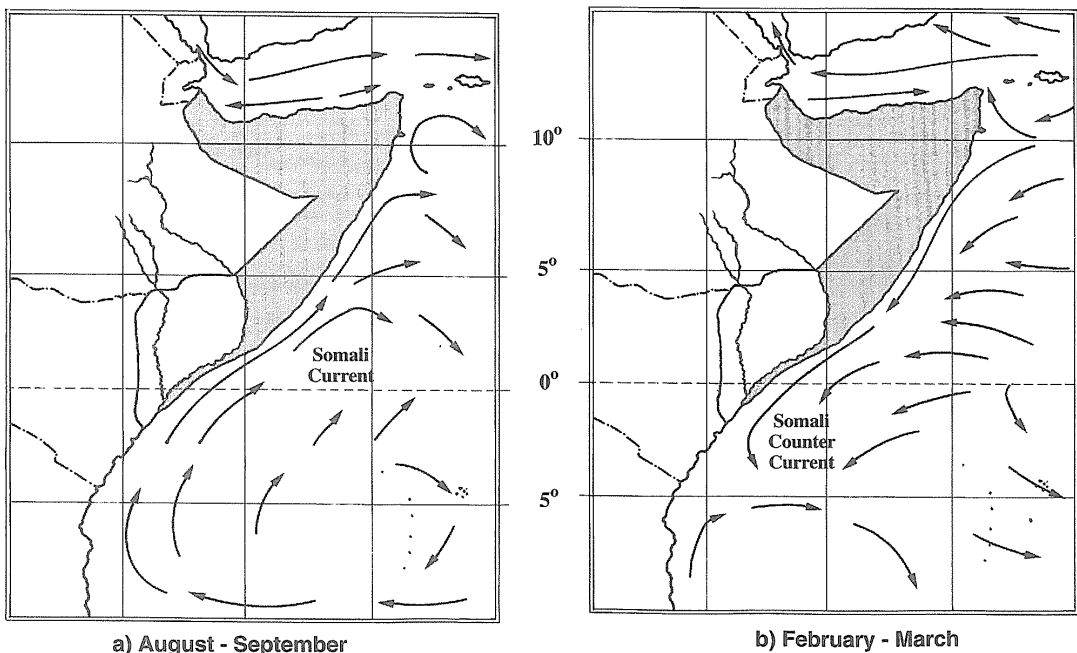 Somali
Current
a) August - September
10°
5°
0°
5°
Somali
Counter
Current
b) February - March